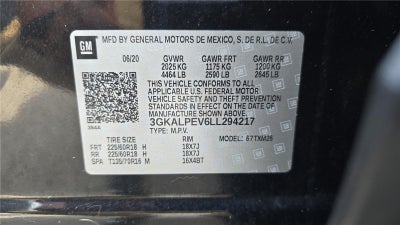 GM
MFD BY GENERAL MOTORS DE MEXICO, S. DE R.L. DE C.V.
06/20 GVWR GAWR FRT GAWR RR
2025 KG 1175 KG 1200 KG
4464 LB 2590 LB 2645 LB
THIS VEHICLE CONFORMS TO ALL
APPLICABLE U.S. FEDERAL MOTOR
VEHICLE SAFETY, BUMPER, AND
THEFT PREVENTION STANDARDS
IN EFFECT ON THE DATE OF
MANUFACTURE SHOWN ABOVE.
3GKALPEV6LL294217
TYPE: M.P.V. 67TXM26
TIRE SIZE RIM
FRT 225/60R18 H 18X7J
RR 225/60R18 H 18X7J
SPA T135/70R16 M 16X4BT